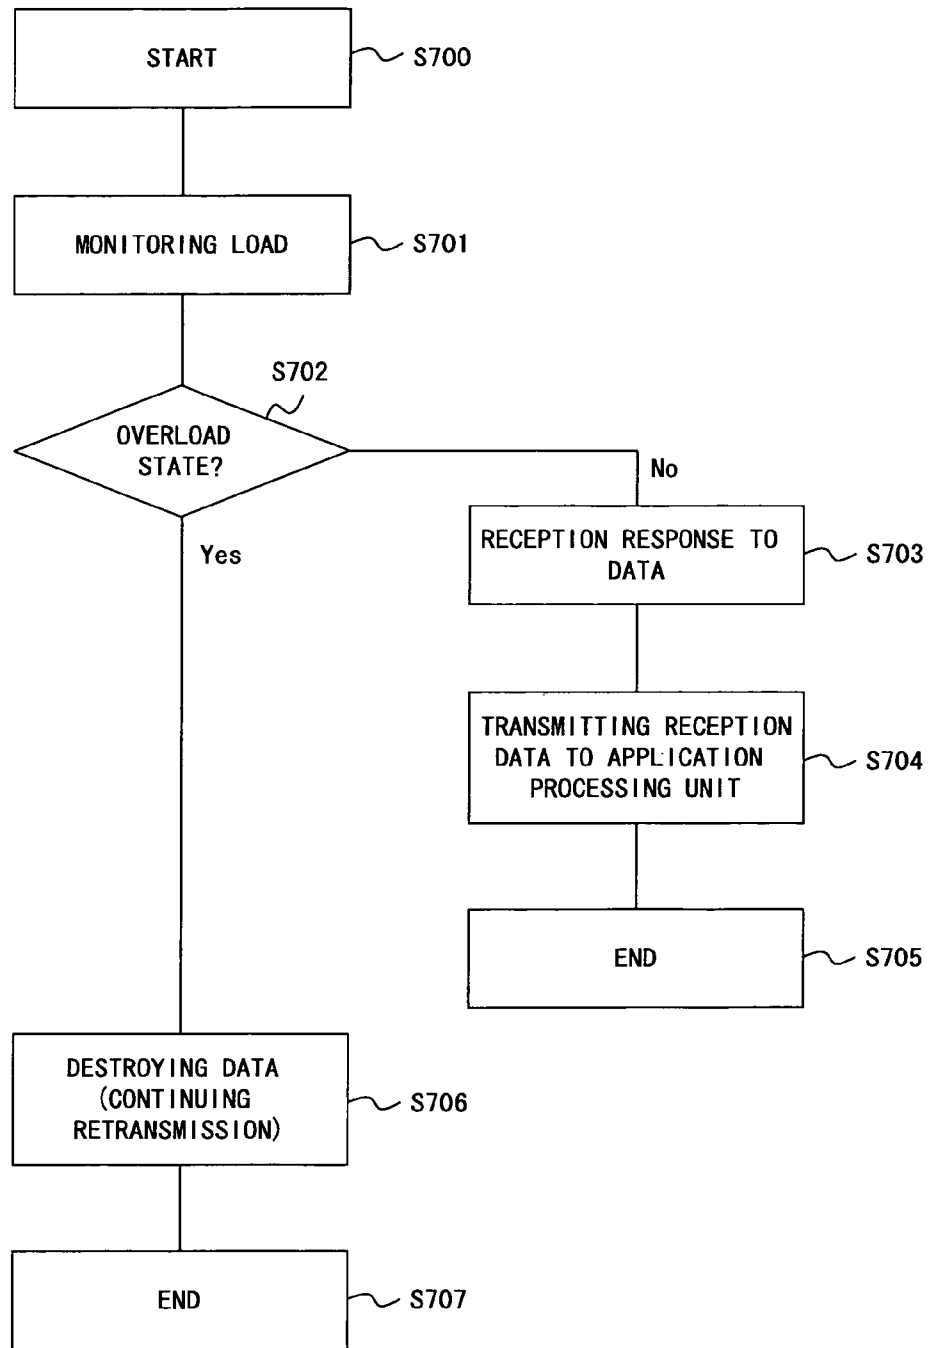 START
S700
MONITORING LOAD
S701
S702
OVERLOAD
STATE?
No
Yes
RECEPTION RESPONSE TO
DATA
S703
TRANSMITTING RECEPTION
DATA TO APPLICATION
PROCESSING UNIT
S704
END
S705
DESTROYING DATA
(CONTINUING
RETRANSMISSION)
S706
END
S707